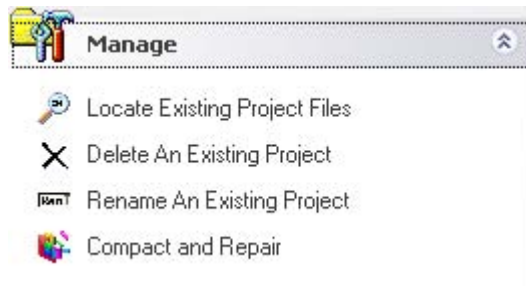 Manage
Locate Existing Project Files
Delete An Existing Project
Rename An Existing Project
Compact and Repair